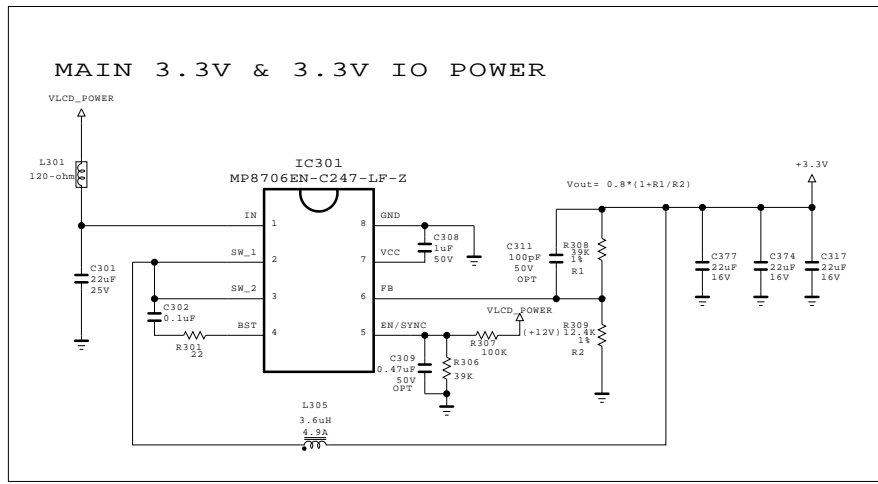 MAIN 3.3V & 3.3V IO POWER
VLCD_POWER
L301
120-ohm
IC301
MP8706EN-C247-LF-Z
+3.3V
Vout= 0.8*(1+R1/R2)
IN
1
8
GND
C308
1uF
50V
SW_1
2
7
VCC
C311
100pF
50V
OPT
R308
39K
1%
R1
C377
22uF
16V
C374
22uF
16V
C317
22uF
16V
C301
22uF
25V
SW_2
3
6
FB
C302
0.1uF
VLCD_POWER
(+12V)
BST
4
5
EN/SYNC
R301
22
R307
100K
R309
12.4K
1%
R2
C309
0.47uF
50V
OPT
R306
39K
L305
3.6uH
4.9A